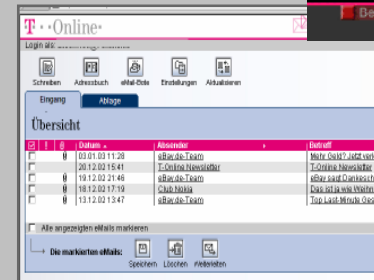 Be
T · · Online
Login als:
Schreiben Adressbuch eMail-Bote Einstellungen Aktualisieren
Eingang Ablage
Übersicht
! Datum Absender Betreff
03.01.03 11:28 eBay.de-Team Mehr Geld? Jetzt
20.12.02 15:41 T-Online Newsletter T-Online Newsletter
19.12.02 21:46 eBay.de-Team eBay sagt Dankesch
18.12.02 17:19 Club Nokia Das ist ja wie Weihn
13.12.02 13:47 eBay.de-Team Top Last-Minute Ges
Alle angezeigten eMails markieren
Die markierten eMails:
Speichern Löschen Weiterleiten